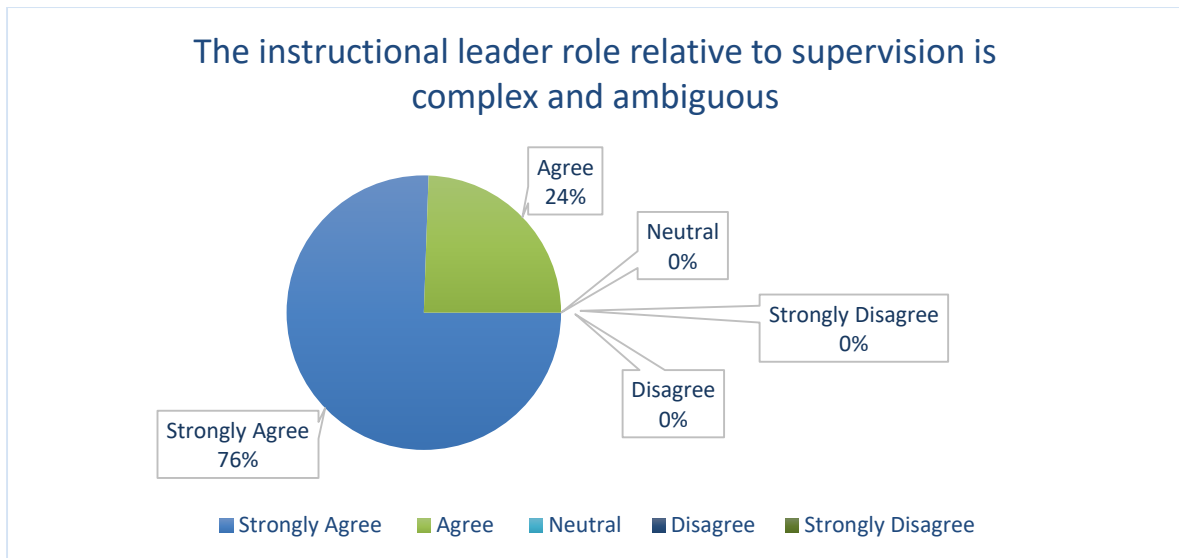 The instructional leader role relative to supervision is
complex and ambiguous
Agree
24%
Neutral
0%
Strongly Disagree
0%
Disagree
0%
Strongly Agree
76%
Strongly Agree
Agree
Neutral
Disagree
Strongly Disagree